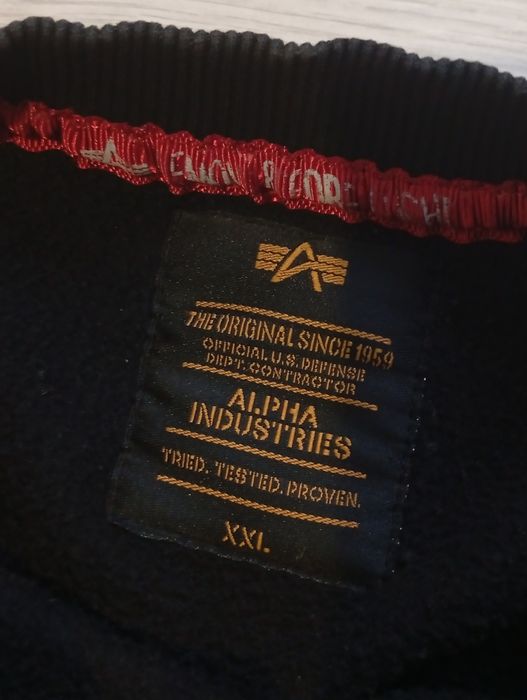 THE ORIGINAL SINCE 1959
OFFICIAL U.S. DEFENSE
DEPT. CONTRACTOR
ALPHA
INDUSTRIES
TRIED. TESTED. PROVEN.
XXL